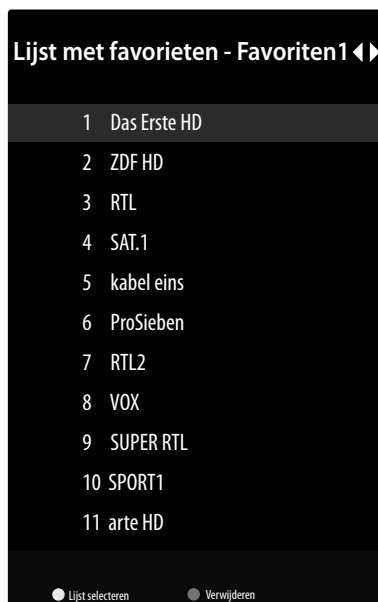 Lijst met favorieten - Favoriten1
1 Das Erste HD
2 ZDF HD
3 RTL
4 SAT.1
5 kabel eins
6 ProSieben
7 RTL2
8 VOX
9 SUPER RTL
10 SPORT1
11 arte HD
Lijst selecteren Verwijderen